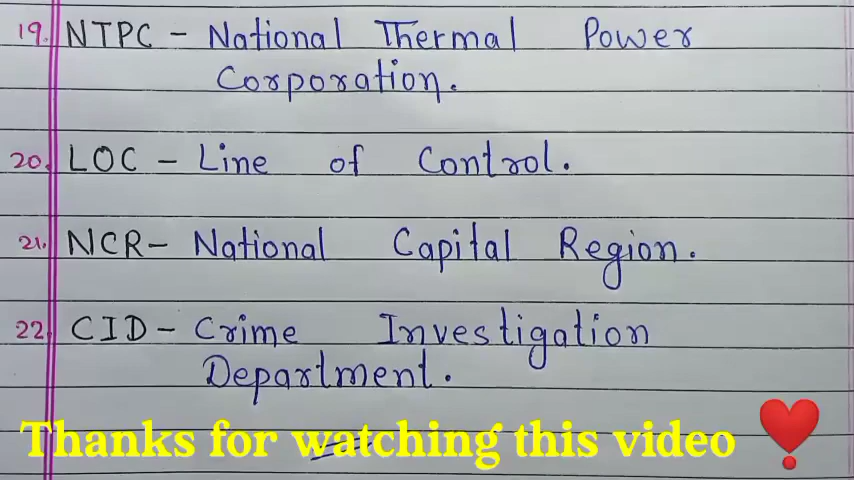 19. NTPC - National Thermal Power
Corporation.
20. LOC - Line of Control.
21. NCR- National Capital Region.
22. CID - Crime Investigation
Department.
Thanks for watching this video ❣